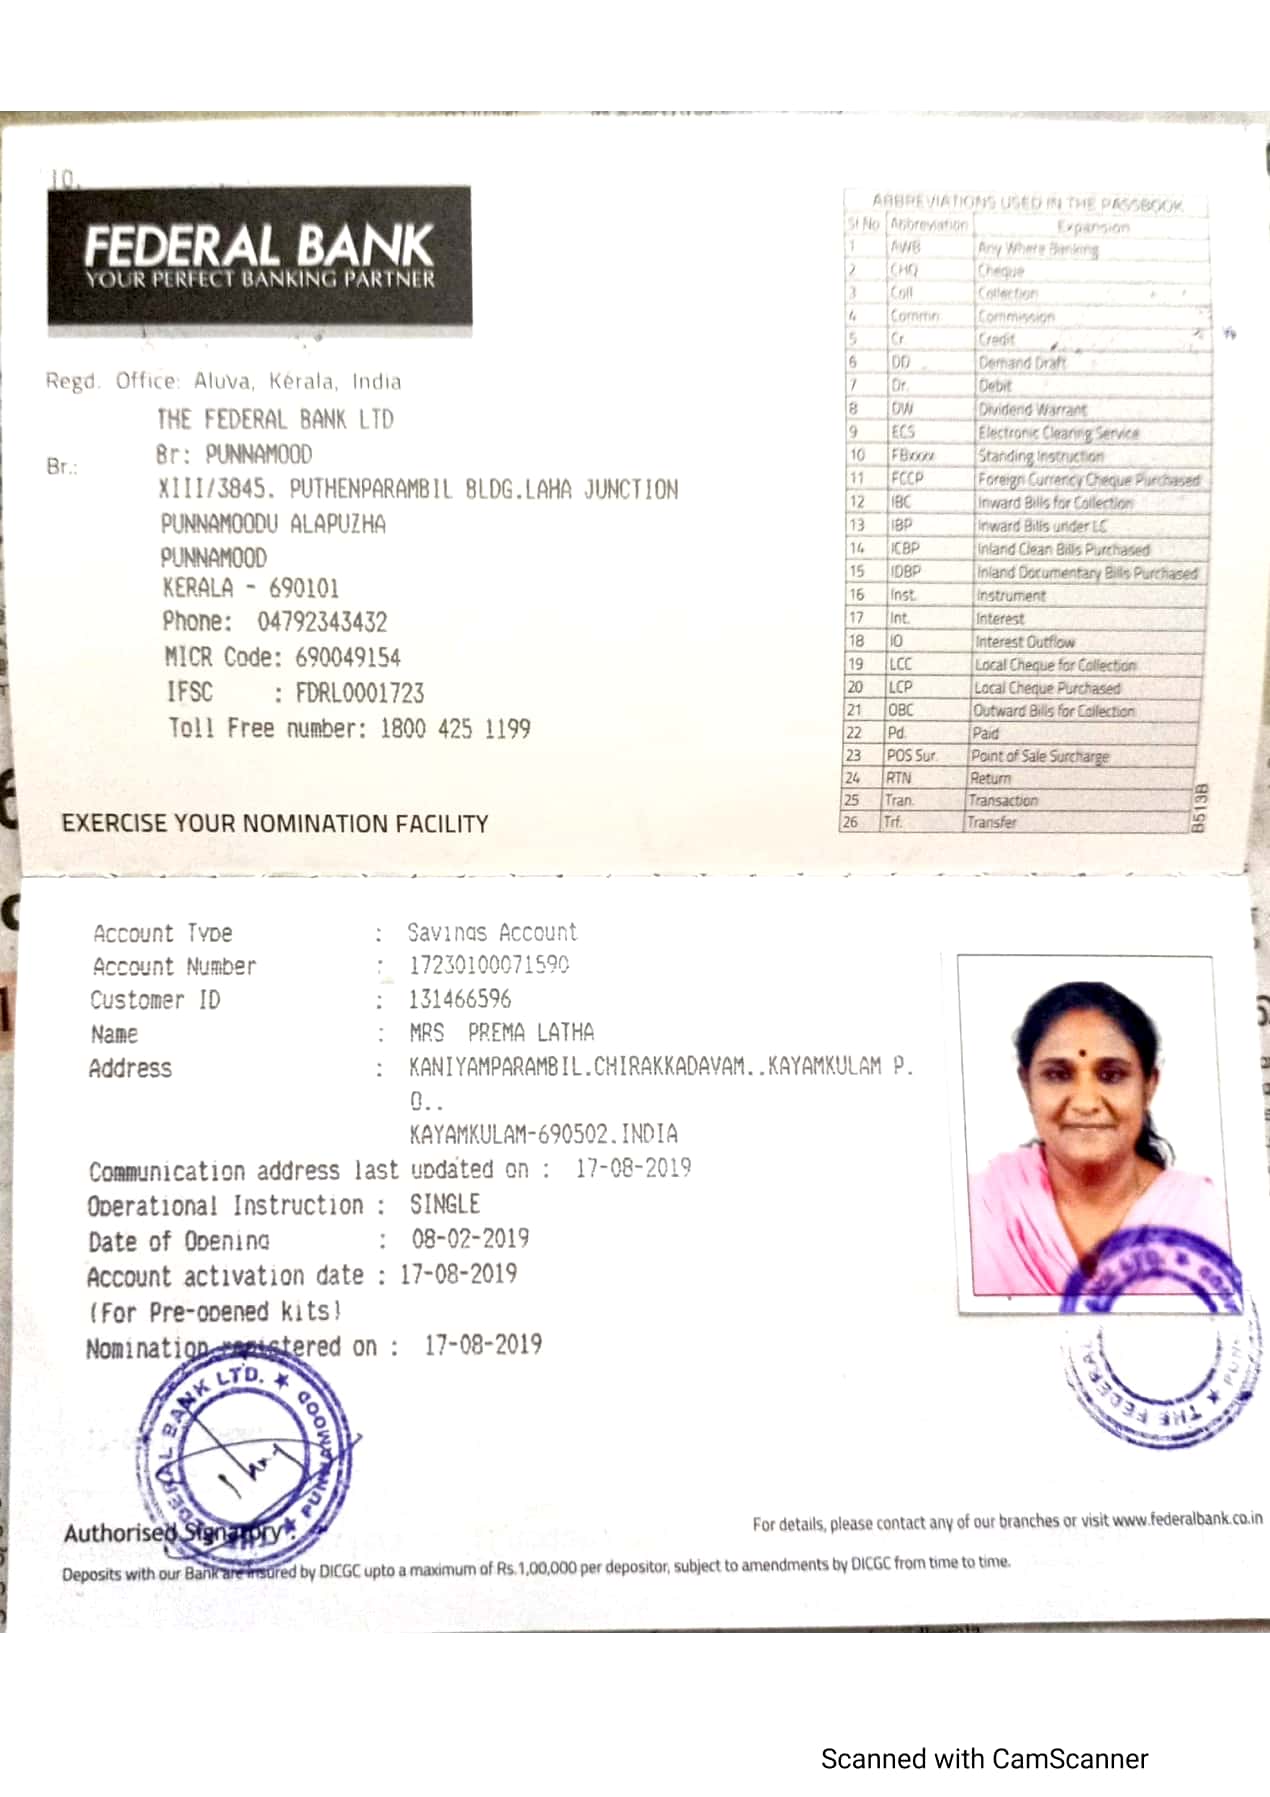 10.
FEDERAL BANK
YOUR PERFECT BANKING PARTNER
Regd. Office: Aluva, Kerala, India
THE FEDERAL BANK LTD
Br.:
Br: PUNNAMOOD
XIII/3845. PUTHENPARAMBIL BLDG.LAHA JUNCTION
PUNNAMOODU ALAPUZHA
PUNNAMOOD
KERALA - 690101
Phone: 04792343432
MICR Code: 690049154
IFSC : FDRL0001723
Toll Free number: 1800 425 1199
EXERCISE YOUR NOMINATION FACILITY
ABBREVIATIONS USED IN THE PASSBOOK
Sl No Abbreviation Expansion
1 AWB Any Where Banking
2 CHQ Cheque
3 Coll Collection
4 Commn. Commission
5 Cr. Credit
6 DD Demand Draft
7 Dr. Debit
8 DW Dividend Warrant
9 ECS Electronic Clearing Service
10 FBxxxx Standing Instruction
11 FCCP Foreign Currency Cheque Purchased
12 IBC Inward Bills for Collection
13 IBP Inward Bills under LC
14 ICBP Inland Clean Bills Purchased
15 IDBP Inland Documentary Bills Purchased
16 Inst. Instrument
17 Int. Interest
18 IO Interest Outflow
19 LCC Local Cheque for Collection
20 LCP Local Cheque Purchased
21 OBC Outward Bills for Collection
22 Pd. Paid
23 POS Sur. Point of Sale Surcharge
24 RTN Return
25 Tran. Transaction
26 Trf. Transfer
B513B
Account Type : Savings Account
Account Number : 17230100071590
Customer ID : 131466596
Name : MRS PREMA LATHA
Address : KANIYAMPARAMBIL.CHIRAKKADAVAM..KAYAMKULAM P.
O..
KAYAMKULAM-690502.INDIA
Communication address last updated on : 17-08-2019
Operational Instruction : SINGLE
Date of Opening : 08-02-2019
Account activation date : 17-08-2019
(For Pre-opened kits)
Nomination registered on : 17-08-2019
THE FEDERAL BANK LTD. ★ PUNNAMOOD ★
THE FEDERAL BANK LTD. ★ PUNNAMOOD ★
Authorised Signatory
For details, please contact any of our branches or visit www.federalbank.co.in
Deposits with our Bank are insured by DICGC upto a maximum of Rs.1,00,000 per depositor, subject to amendments by DICGC from time to time.
Scanned with CamScanner